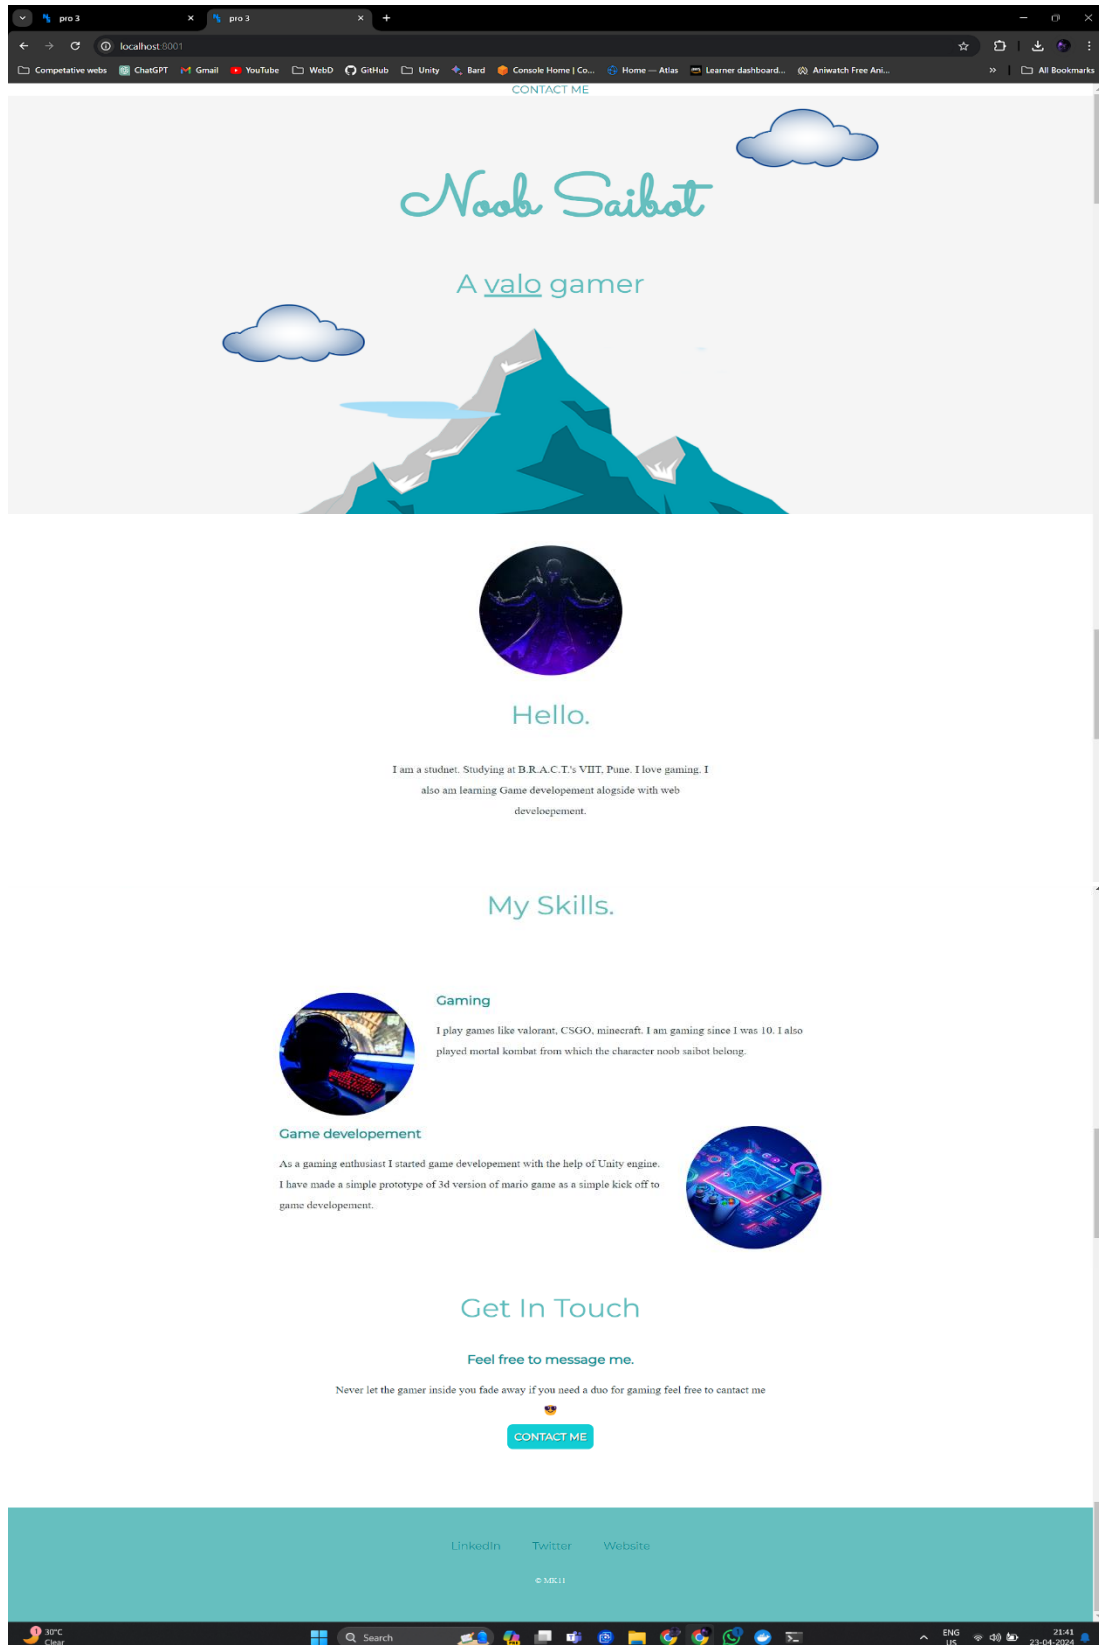 pro 3
pro 3
localhost:8001
Competative webs ChatGPT Gmail YouTube WebD GitHub Unity Bard Console Home | Co... Home — Atlas Learner dashboard... Aniwatch Free Ani... » All Bookmarks
CONTACT ME
Noob Saibot
A valo gamer
Hello.
I am a studnet. Studying at B.R.A.C.T.'s VIIT, Pune. I love gaming. I
also am learning Game developement alogside with web
develoepement.
My Skills.
Gaming
I play games like valorant, CSGO, minecraft. I am gaming since I was 10. I also
played mortal kombat from which the character noob saibot belong.
Game developement
As a gaming enthusiast I started game developement with the help of Unity engine.
I have made a simple prototype of 3d version of mario game as a simple kick off to
game developement.
Get In Touch
Feel free to message me.
Never let the gamer inside you fade away if you need a duo for gaming feel free to cantact me
😎
CONTACT ME
LinkedIn Twitter Website
© MK11
1 30°C
Clear
Search
ENG
US
21:41
23-04-2024